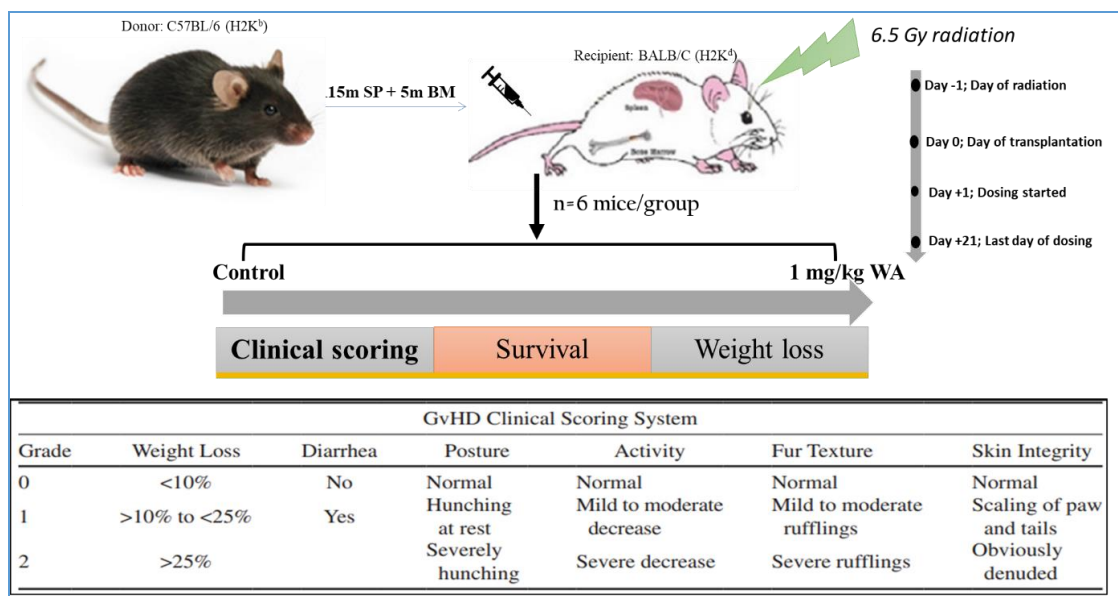 Donor: C57BL/6 (H2Kᵇ)
6.5 Gy radiation
Recipient: BALB/C (H2Kᵈ)
15m SP + 5m BM
Spleen
Bone Marrow
Day -1; Day of radiation
Day 0; Day of transplantation
Day +1; Dosing started
Day +21; Last day of dosing
n=6 mice/group
Control 1 mg/kg WA
Clinical scoring Survival Weight loss
GvHD Clinical Scoring System
Grade Weight Loss Diarrhea Posture Activity Fur Texture Skin Integrity
0 <10% No Normal Normal Normal Normal
1 >10% to <25% Yes Hunching at rest Mild to moderate decrease Mild to moderate rufflings Scaling of paw and tails
2 >25% Severely hunching Severe decrease Severe rufflings Obviously denuded